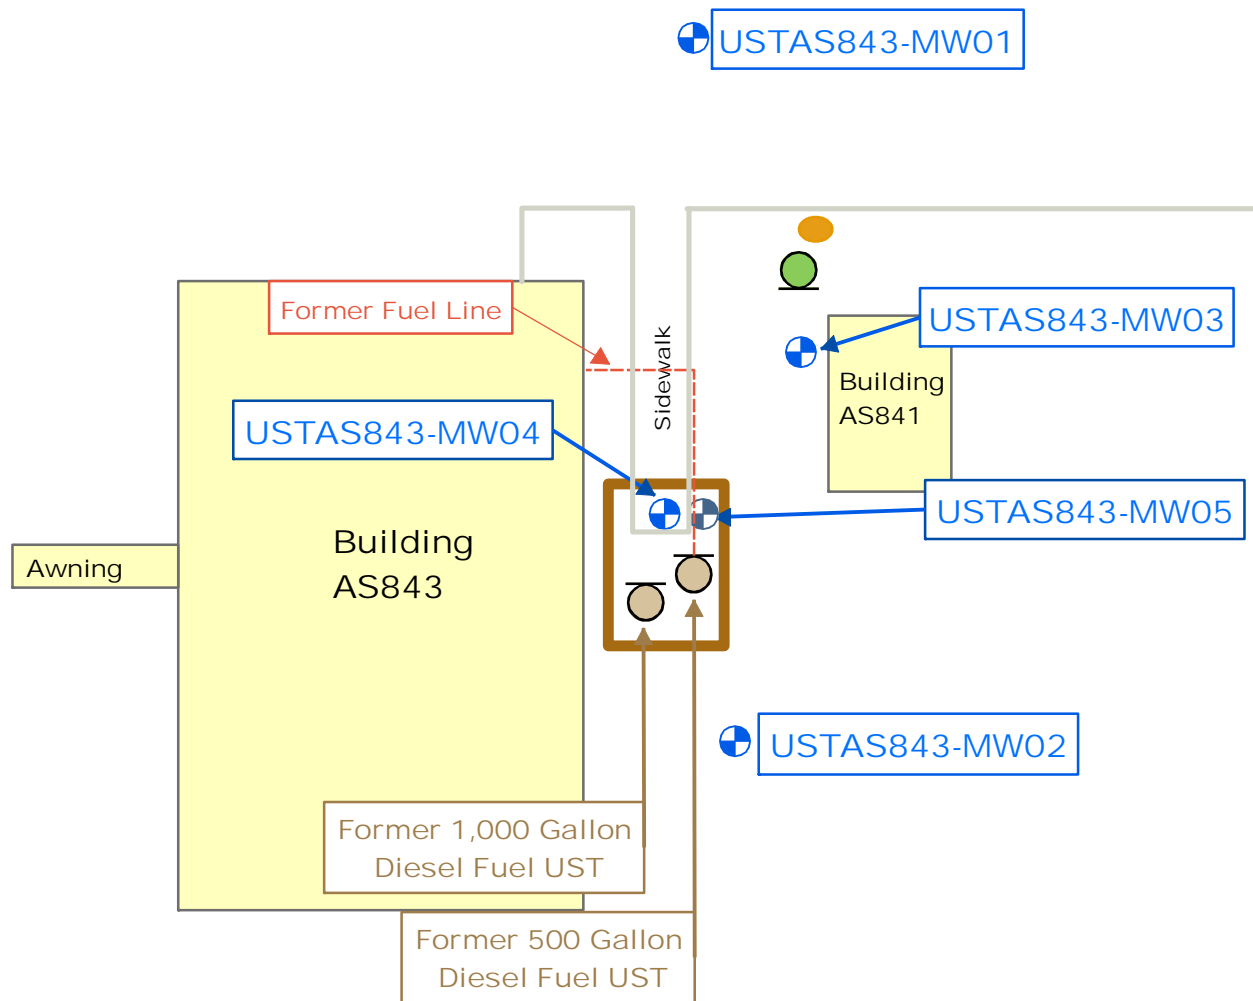 USTAS843-MW01
Former Fuel Line
Sidewalk
USTAS843-MW03
Building
AS841
USTAS843-MW04
USTAS843-MW05
Building
AS843
Awning
USTAS843-MW02
Former 1,000 Gallon
Diesel Fuel UST
Former 500 Gallon
Diesel Fuel UST